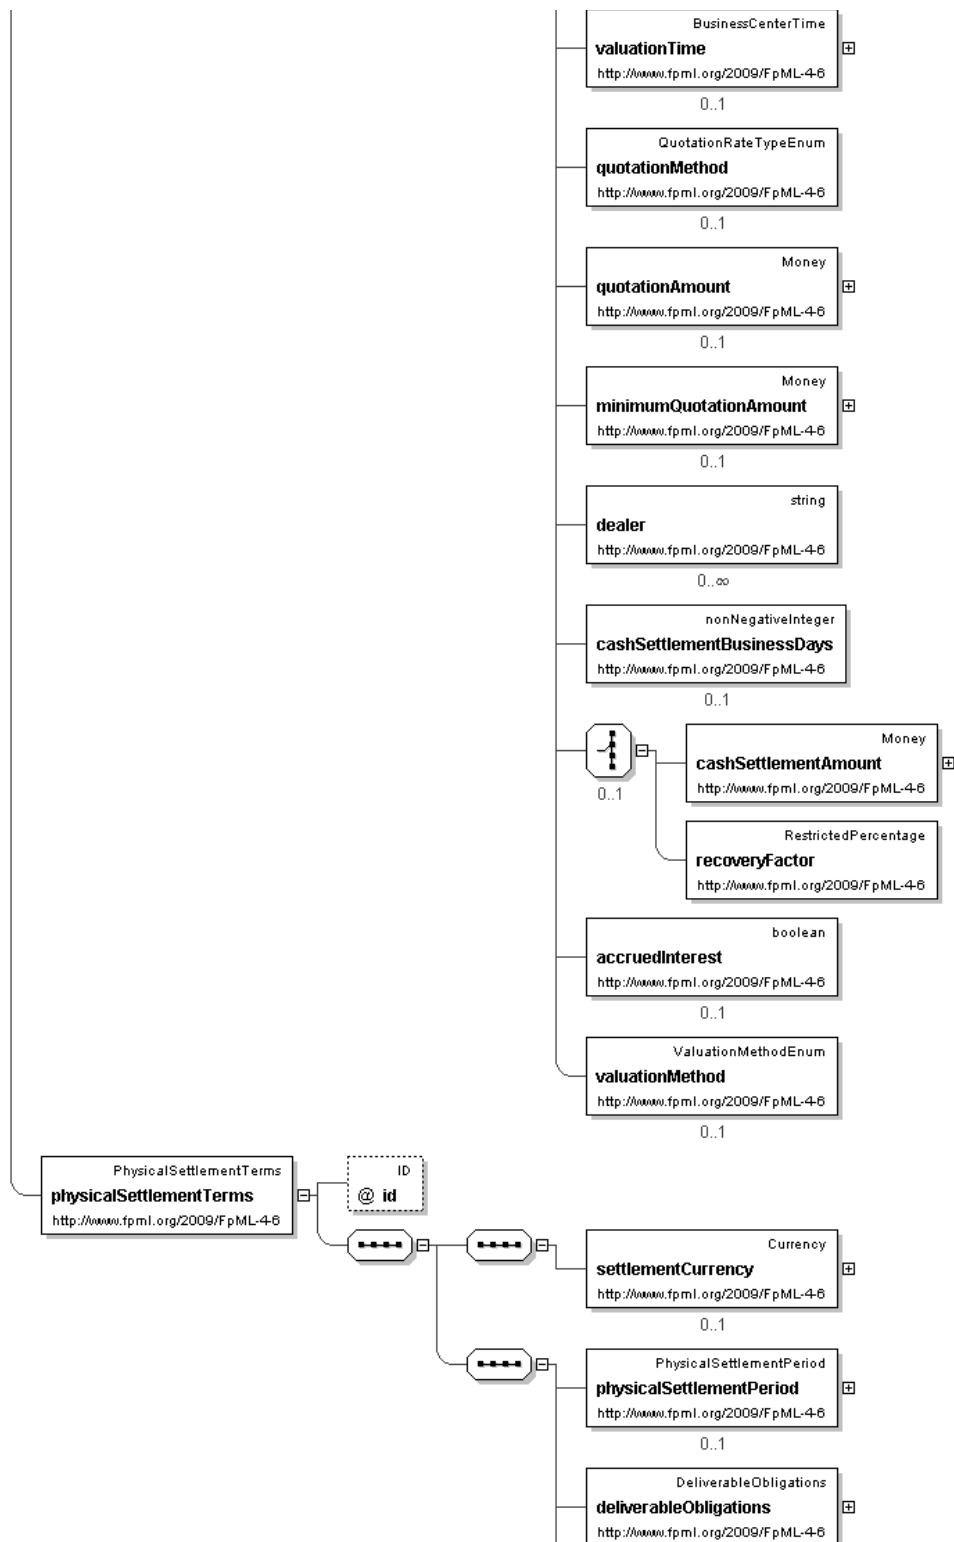 BusinessCenterTime
valuationTime
http://www.fpml.org/2009/FpML-4-6
0..1
QuotationRateTypeEnum
quotationMethod
http://www.fpml.org/2009/FpML-4-6
0..1
Money
quotationAmount
http://www.fpml.org/2009/FpML-4-6
0..1
Money
minimumQuotationAmount
http://www.fpml.org/2009/FpML-4-6
0..1
string
dealer
http://www.fpml.org/2009/FpML-4-6
0..∞
nonNegativeInteger
cashSettlementBusinessDays
http://www.fpml.org/2009/FpML-4-6
0..1
0..1
Money
cashSettlementAmount
http://www.fpml.org/2009/FpML-4-6
RestrictedPercentage
recoveryFactor
http://www.fpml.org/2009/FpML-4-6
boolean
accruedInterest
http://www.fpml.org/2009/FpML-4-6
0..1
ValuationMethodEnum
valuationMethod
http://www.fpml.org/2009/FpML-4-6
0..1
PhysicalSettlementTerms
physicalSettlementTerms
http://www.fpml.org/2009/FpML-4-6
ID
@ id
Currency
settlementCurrency
http://www.fpml.org/2009/FpML-4-6
0..1
PhysicalSettlementPeriod
physicalSettlementPeriod
http://www.fpml.org/2009/FpML-4-6
0..1
DeliverableObligations
deliverableObligations
http://www.fpml.org/2009/FpML-4-6